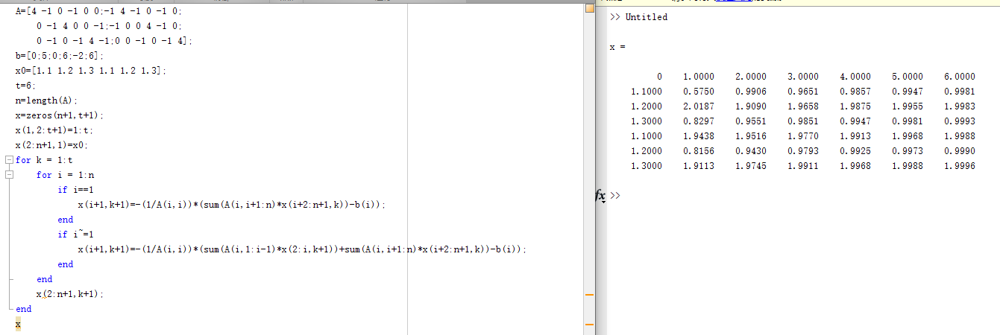 A=[4 -1 0 -1 0 0;-1 4 -1 0 -1 0;
0 -1 4 0 0 -1;-1 0 0 4 -1 0;
0 -1 0 -1 4 -1;0 0 -1 0 -1 4];
b=[0;5;0;6;-2;6];
x0=[1.1 1.2 1.3 1.1 1.2 1.3];
t=6;
n=length(A);
x=zeros(n+1,t+1);
x(1,2:t+1)=1:t;
x(2:n+1,1)=x0;
for k = 1:t
for i = 1:n
if i==1
x(i+1,k+1)=-(1/A(i,i))*(sum(A(i,i+1:n)*x(i+2:n+1,k))-b(i));
end
if i~=1
x(i+1,k+1)=-(1/A(i,i))*(sum(A(i,1:i-1)*x(2:i,k+1))+sum(A(i,i+1:n)*x(i+2:n+1,k))-b(i));
end
end
x(2:n+1,k+1);
end
x
>> Untitled
x =
0 1.0000 2.0000 3.0000 4.0000 5.0000 6.0000
1.1000 0.5750 0.9906 0.9651 0.9857 0.9947 0.9981
1.2000 2.0187 1.9090 1.9658 1.9875 1.9955 1.9983
1.3000 0.8297 0.9551 0.9851 0.9947 0.9981 0.9993
1.1000 1.9438 1.9516 1.9770 1.9913 1.9968 1.9988
1.2000 0.8156 0.9430 0.9793 0.9925 0.9973 0.9990
1.3000 1.9113 1.9745 1.9911 1.9968 1.9988 1.9996
fx >>